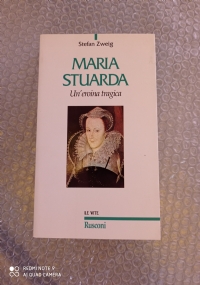 Stefan Zweig
MARIA
STUARDA
Un'eroina tragica
LE VITE
Rusconi
REDMI NOTE 9
AI QUAD CAMERA